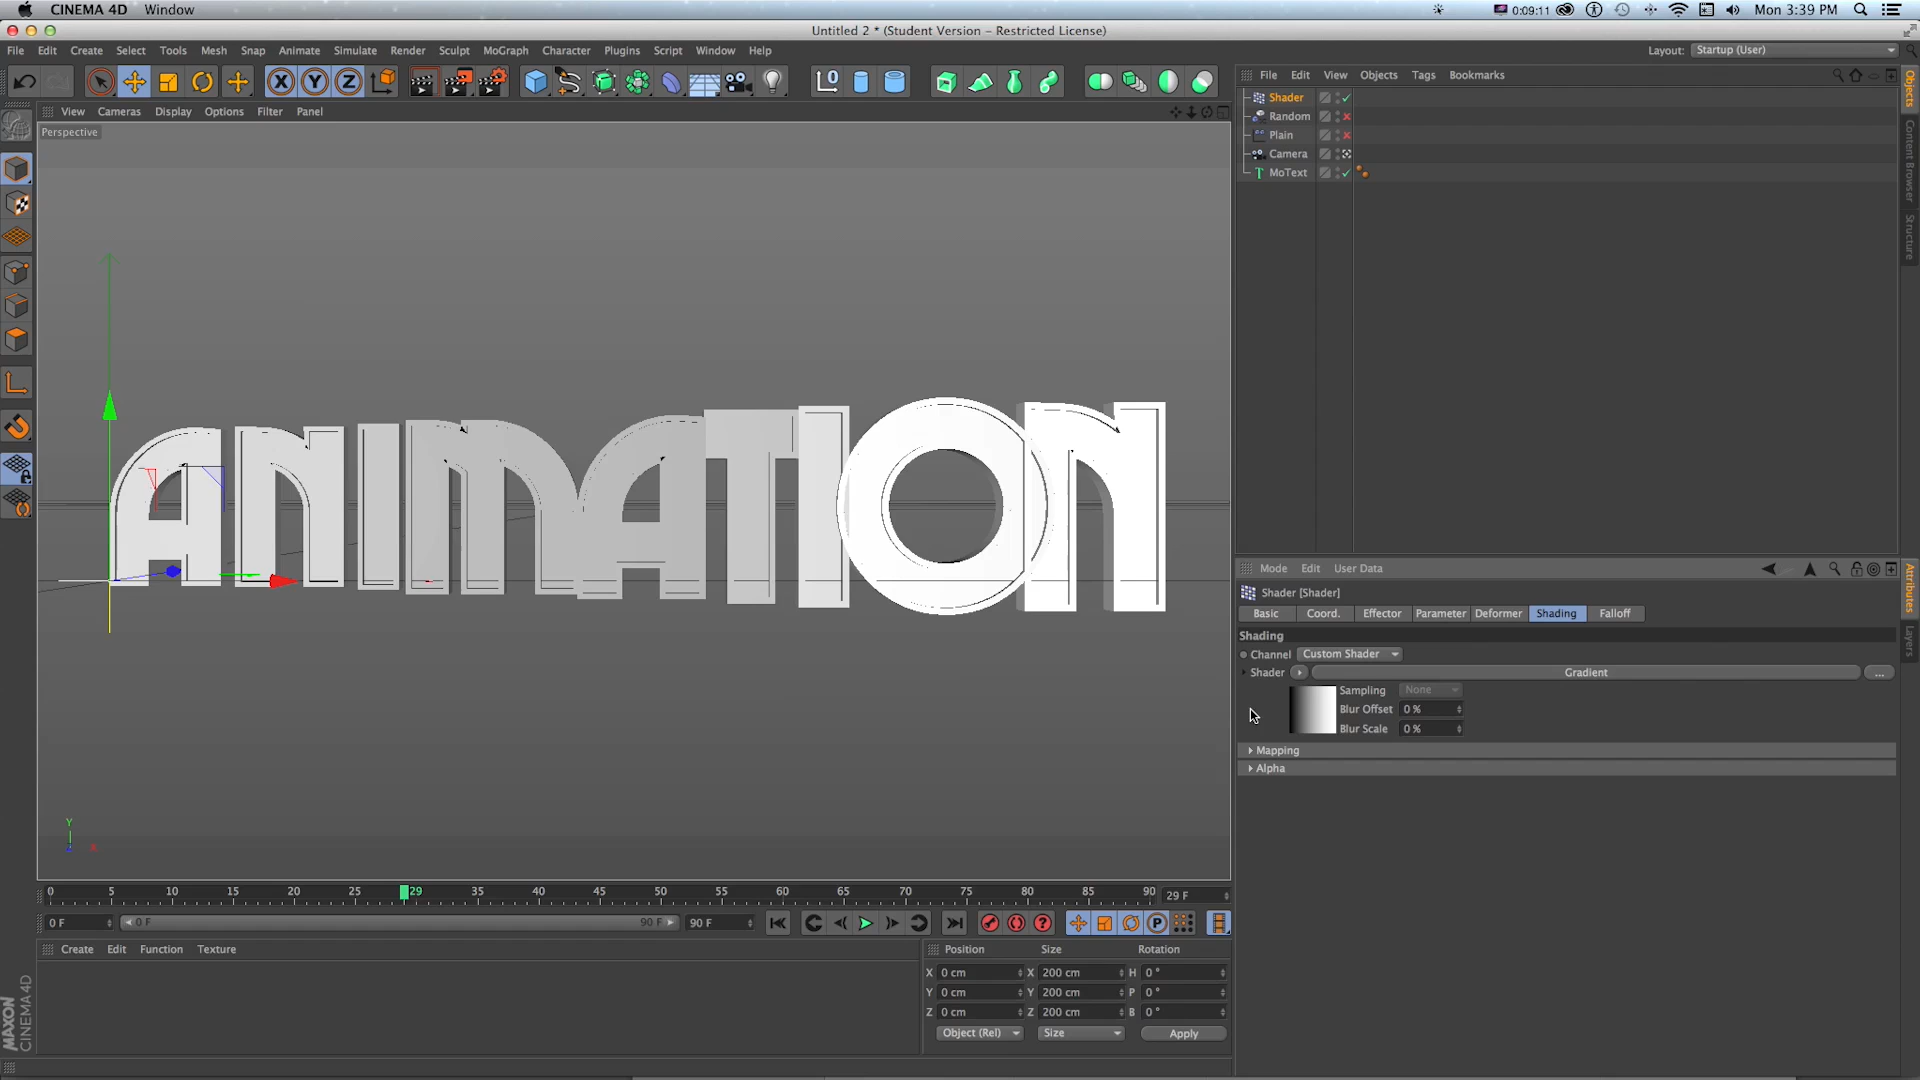 CINEMA 4D Window 0:09:11 Mon 3:39 PM
Untitled 2 * (Student Version – Restricted License)
File Edit Create Select Tools Mesh Snap Animate Simulate Render Sculpt MoGraph Character Plugins Script Window Help Layout: Startup (User)
X Y Z
File Edit View Objects Tags Bookmarks
View Cameras Display Options Filter Panel
Perspective
Shader
Random
Plain
Camera
MoText
Objects
Content Browser
Structure
ANIMATION
Y
X
Mode Edit User Data
Shader [Shader]
Basic Coord. Effector Parameter Deformer Shading Falloff
Shading
Channel Custom Shader
Shader Gradient ...
Sampling None
Blur Offset 0 %
Blur Scale 0 %
Mapping
Alpha
Attributes
Layers
0 5 10 15 20 25 29 35 40 45 50 55 60 65 70 75 80 85 90 29 F
0 F 0 F 90 F 90 F
Create Edit Function Texture
Position Size Rotation
X 0 cm X 200 cm H 0 °
Y 0 cm Y 200 cm P 0 °
Z 0 cm Z 200 cm B 0 °
Object (Rel) Size Apply
MAXON
CINEMA 4D